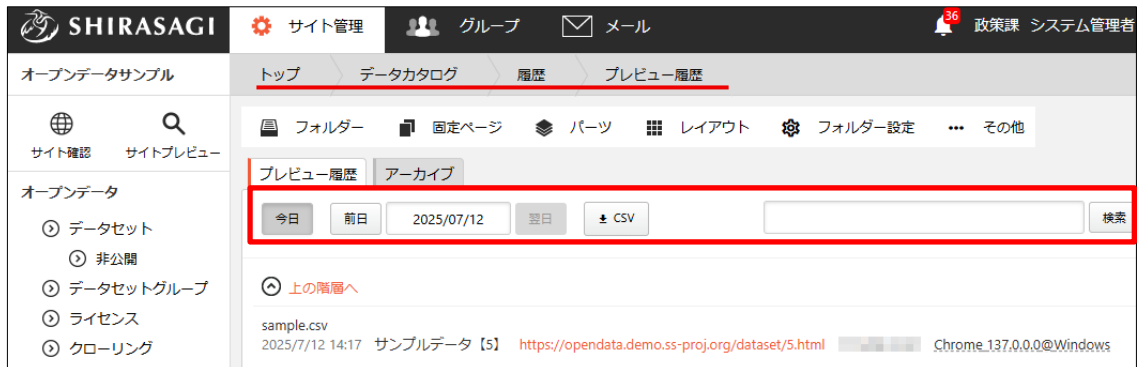 SHIRASAGI サイト管理 グループ メール 36 政策課 システム管理者
オープンデータサンプル トップ データカタログ 履歴 プレビュー履歴
フォルダー 固定ページ パーツ レイアウト フォルダー設定 ••• その他
サイト確認 サイトプレビュー
プレビュー履歴 アーカイブ
オープンデータ
今日 前日 2025/07/12 翌日 CSV 検索
データセット
非公開
上の階層へ
データセットグループ
ライセンス
sample.csv
2025/7/12 14:17 サンプルデータ【5】 https://opendata.demo.ss-proj.org/dataset/5.html Chrome 137.0.0.0@Windows
クローリング